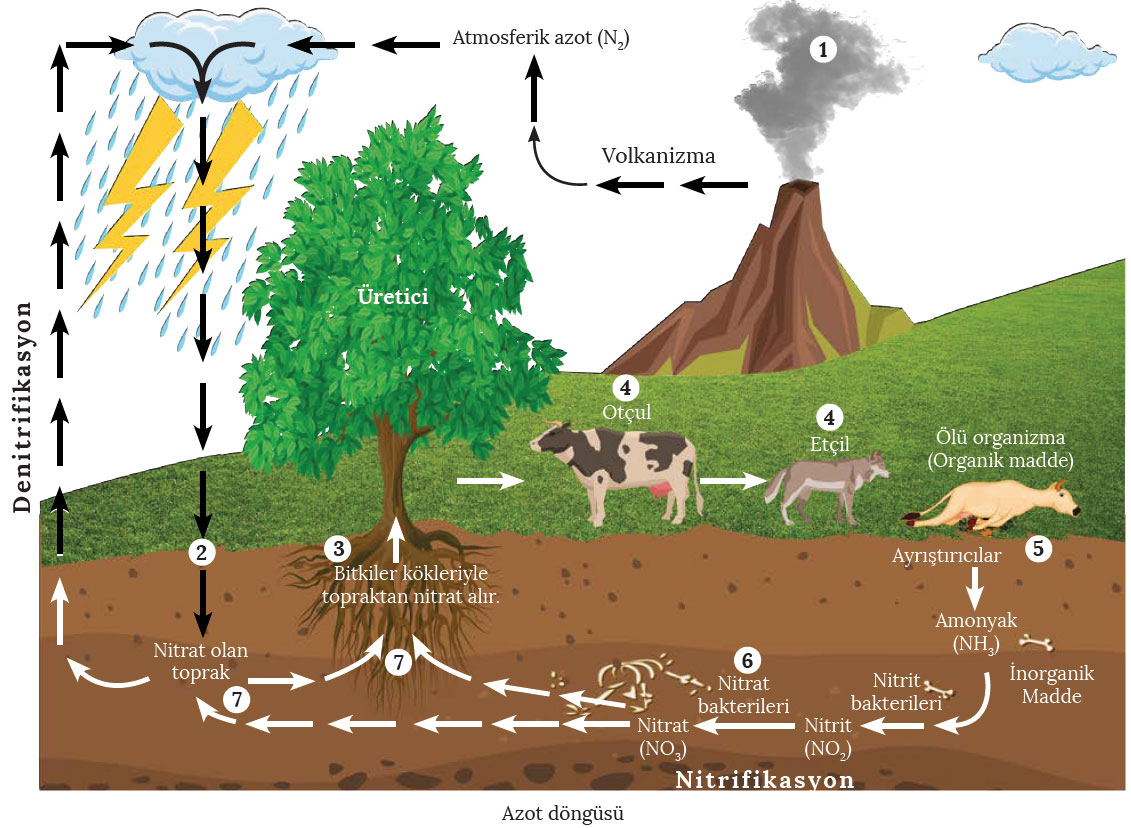 Atmosferik azot (N₂)
1
Volkanizma
Üretici
Denitrifikasyon
4
Otçul
4
Etçil
Ölü organizma
(Organik madde)
2
3
Bitkiler kökleriyle
topraktan nitrat alır.
5
Ayrıştırıcılar
Amonyak
(NH₃)
İnorganik
Madde
Nitrat olan
toprak
7
7
6
Nitrat
bakterileri
Nitrit
bakterileri
Nitrat
(NO₃)
Nitrit
(NO₂)
Nitrifikasyon
Azot döngüsü